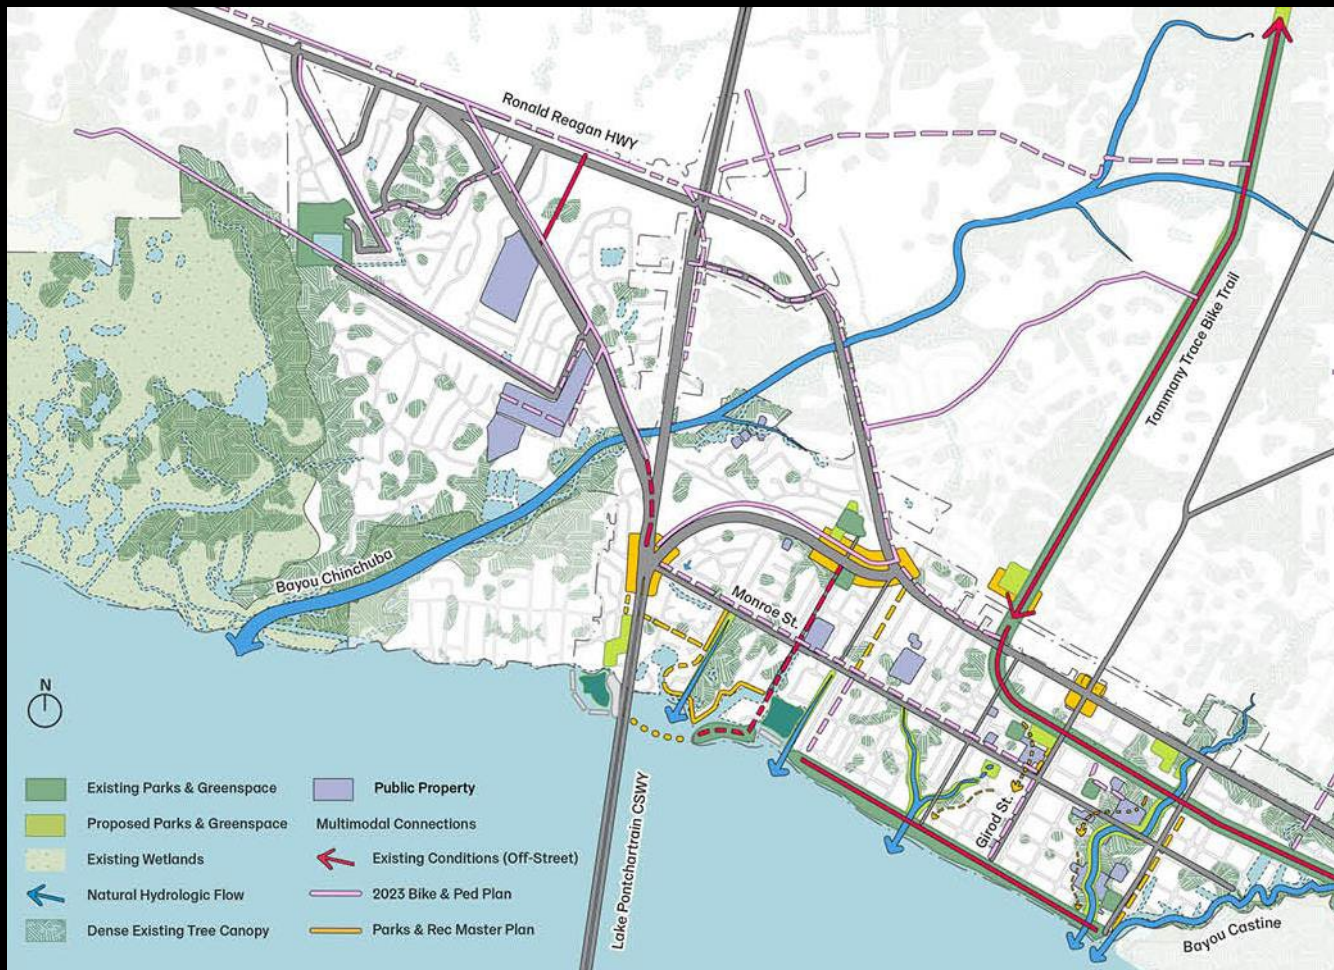 Ronald Reagan HWY
Tammany Trace Bike Trail
Bayou Chinchuba
Monroe St.
Girod St.
Lake Pontchartrain CSWY
Bayou Castine
N
Existing Parks & Greenspace
Proposed Parks & Greenspace
Existing Wetlands
Natural Hydrologic Flow
Dense Existing Tree Canopy
Public Property
Multimodal Connections
Existing Conditions (Off-Street)
2023 Bike & Ped Plan
Parks & Rec Master Plan